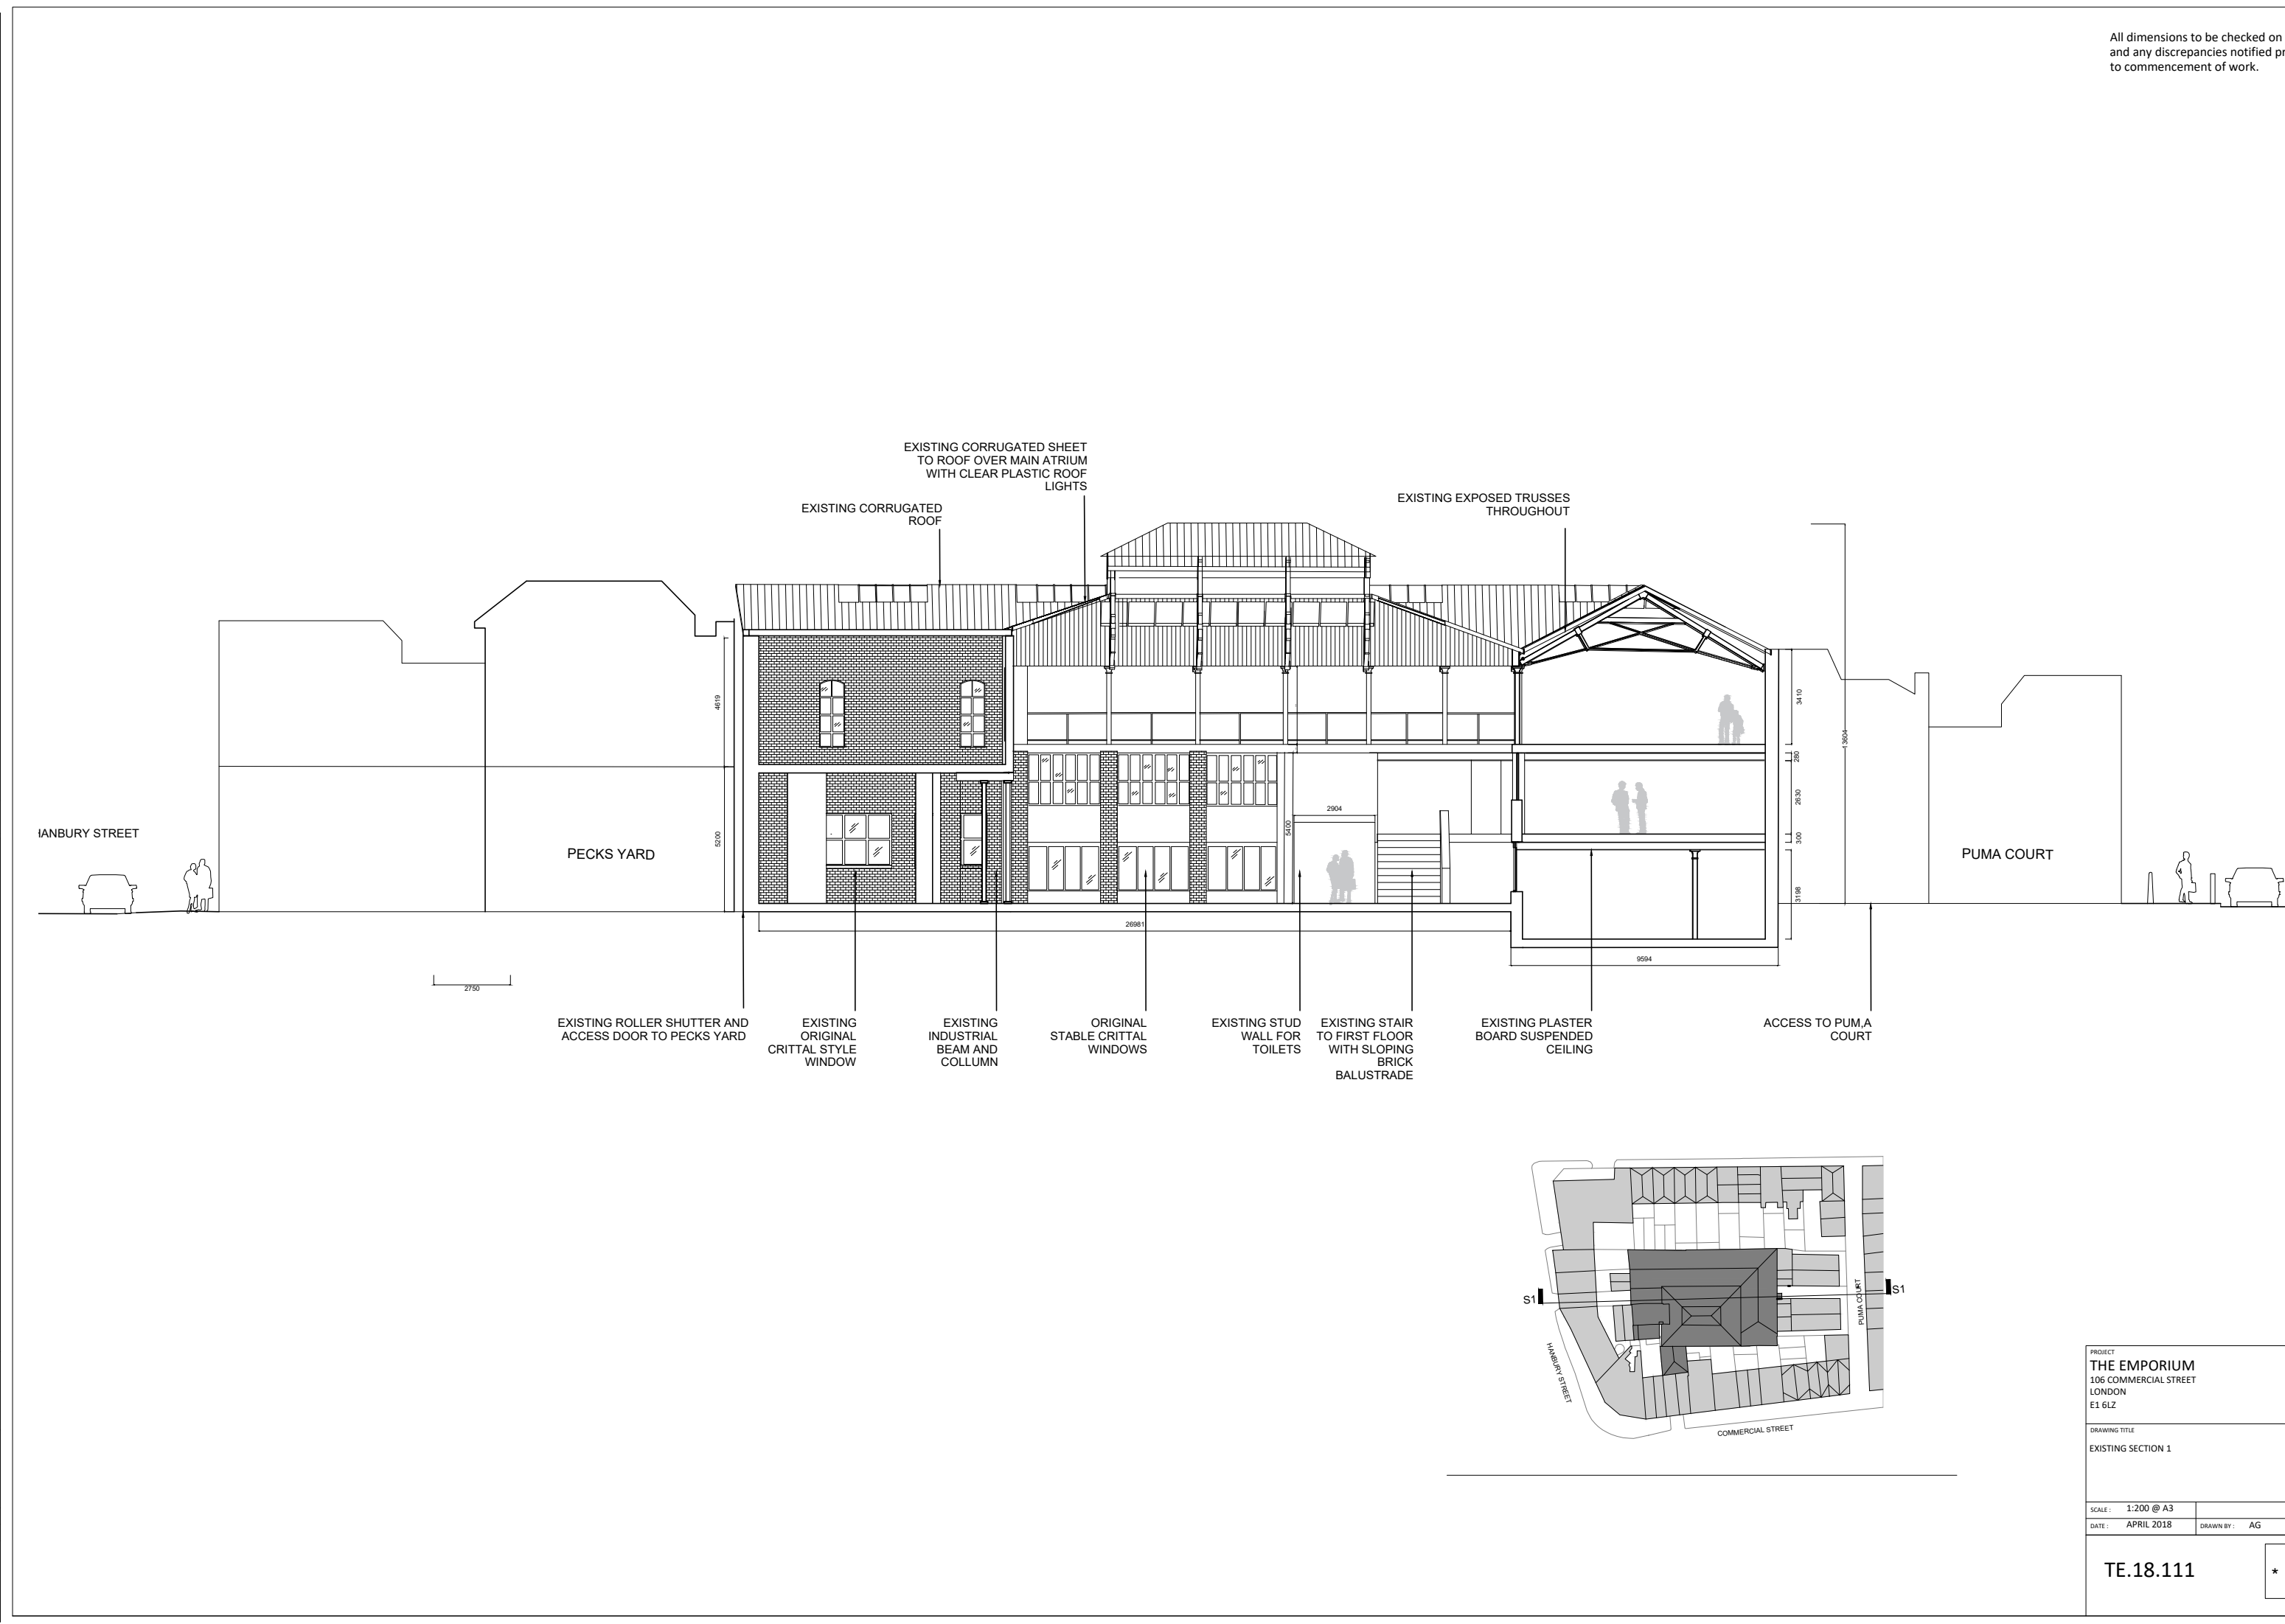 All dimensions to be checked on
and any discrepancies notified pr
to commencement of work.
EXISTING CORRUGATED SHEET
TO ROOF OVER MAIN ATRIUM
WITH CLEAR PLASTIC ROOF
LIGHTS
EXISTING CORRUGATED
ROOF
EXISTING EXPOSED TRUSSES
THROUGHOUT
4619
5200
5400
2904
3410
280
2630
300
3198
13604
HANBURY STREET
PECKS YARD
PUMA COURT
26981
9594
2750
EXISTING ROLLER SHUTTER AND
ACCESS DOOR TO PECKS YARD
EXISTING
ORIGINAL
CRITTAL STYLE
WINDOW
EXISTING
INDUSTRIAL
BEAM AND
COLLUMN
ORIGINAL
STABLE CRITTAL
WINDOWS
EXISTING STUD
WALL FOR
TOILETS
EXISTING STAIR
TO FIRST FLOOR
WITH SLOPING
BRICK
BALUSTRADE
EXISTING PLASTER
BOARD SUSPENDED
CEILING
ACCESS TO PUM,A
COURT
S1
S1
PUMA COURT
HANBURY STREET
COMMERCIAL STREET
PROJECT
THE EMPORIUM
106 COMMERCIAL STREET
LONDON
E1 6LZ
DRAWING TITLE
EXISTING SECTION 1
SCALE : 1:200 @ A3
DATE : APRIL 2018 DRAWN BY : AG
TE.18.111
*